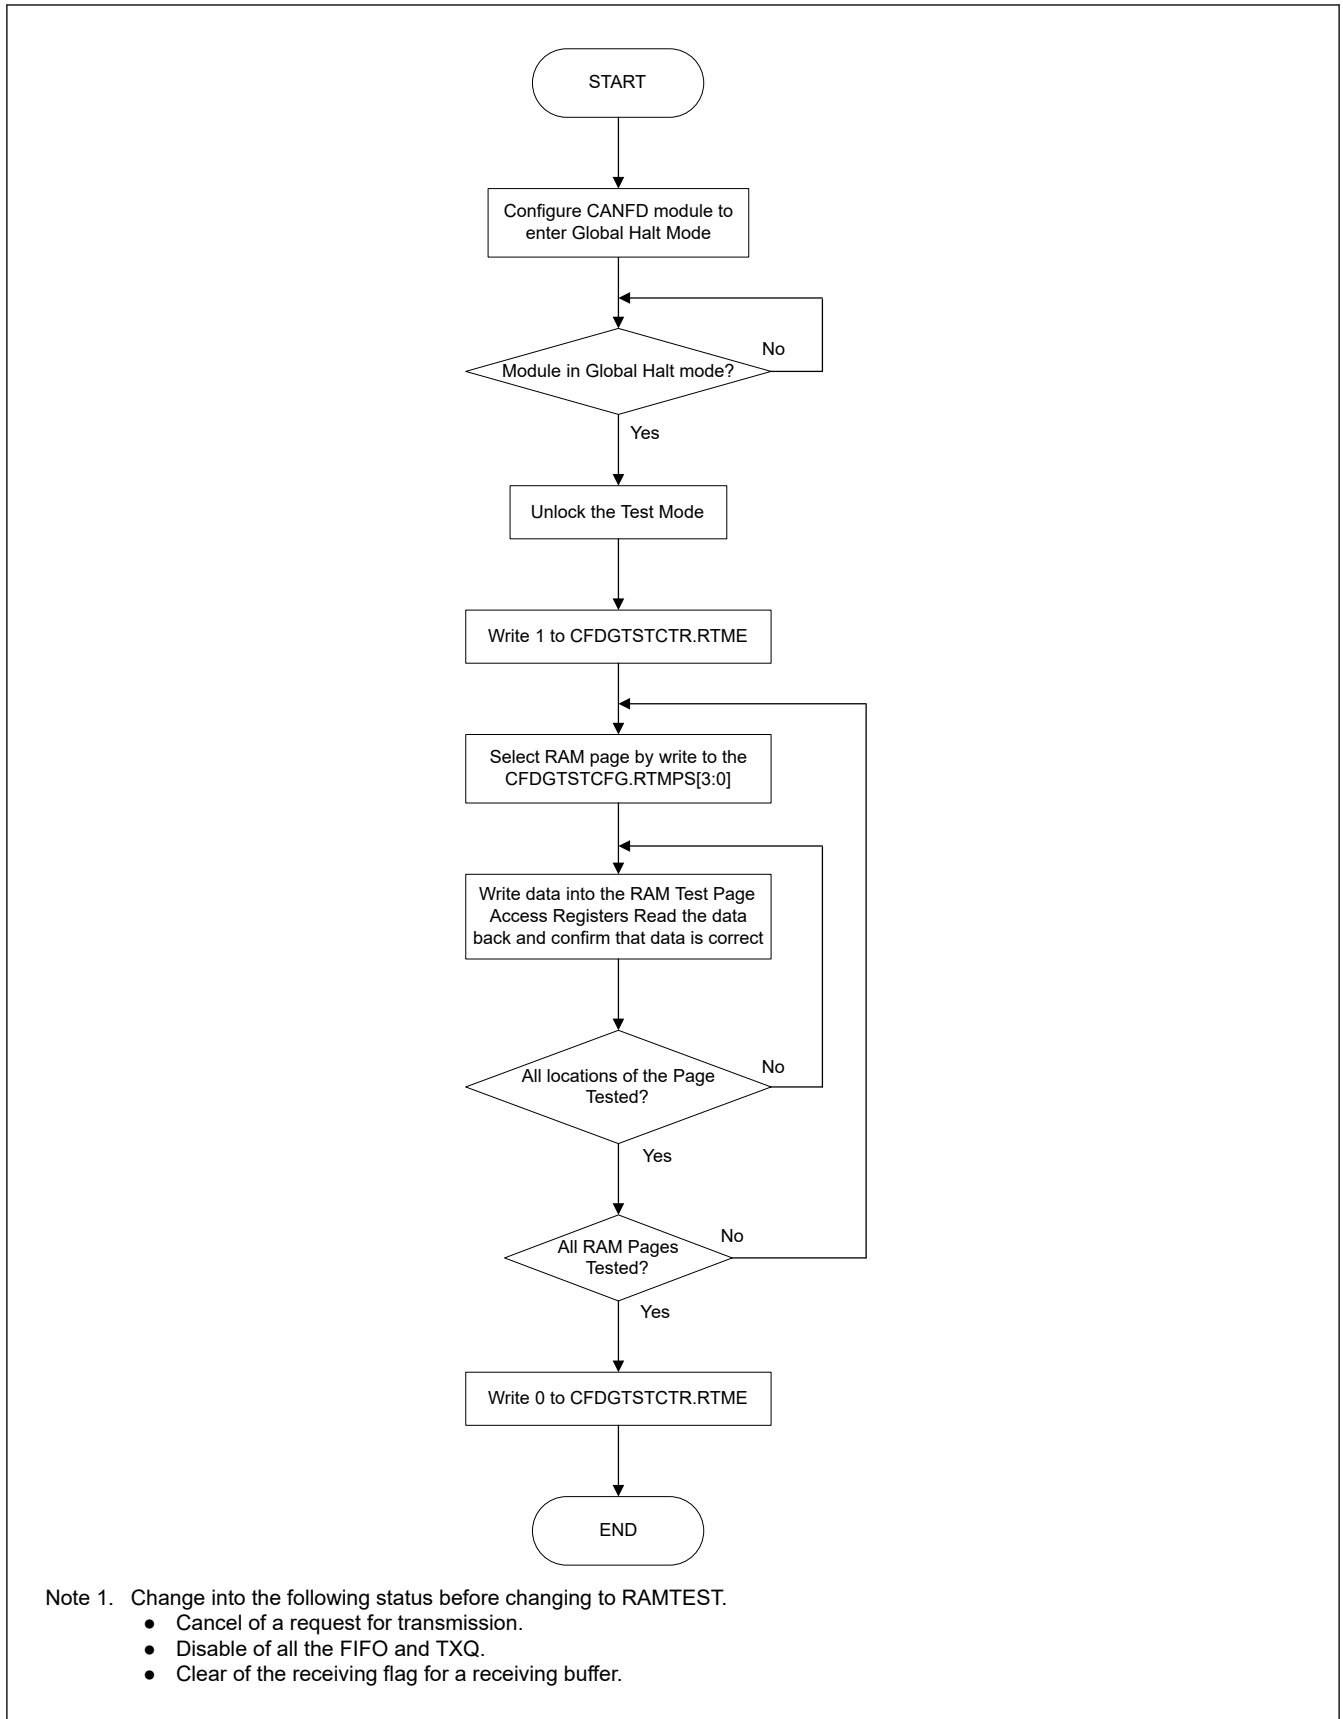 START
Configure CANFD module to
enter Global Halt Mode
No
Module in Global Halt mode?
Yes
Unlock the Test Mode
Write 1 to CFDGTSTCTR.RTME
Select RAM page by write to the
CFDGTSTCFG.RTMPS[3:0]
Write data into the RAM Test Page
Access Registers Read the data
back and confirm that data is correct
No
All locations of the Page
Tested?
Yes
No
All RAM Pages
Tested?
Yes
Write 0 to CFDGTSTCTR.RTME
END
Note 1. Change into the following status before changing to RAMTEST.
● Cancel of a request for transmission.
● Disable of all the FIFO and TXQ.
● Clear of the receiving flag for a receiving buffer.